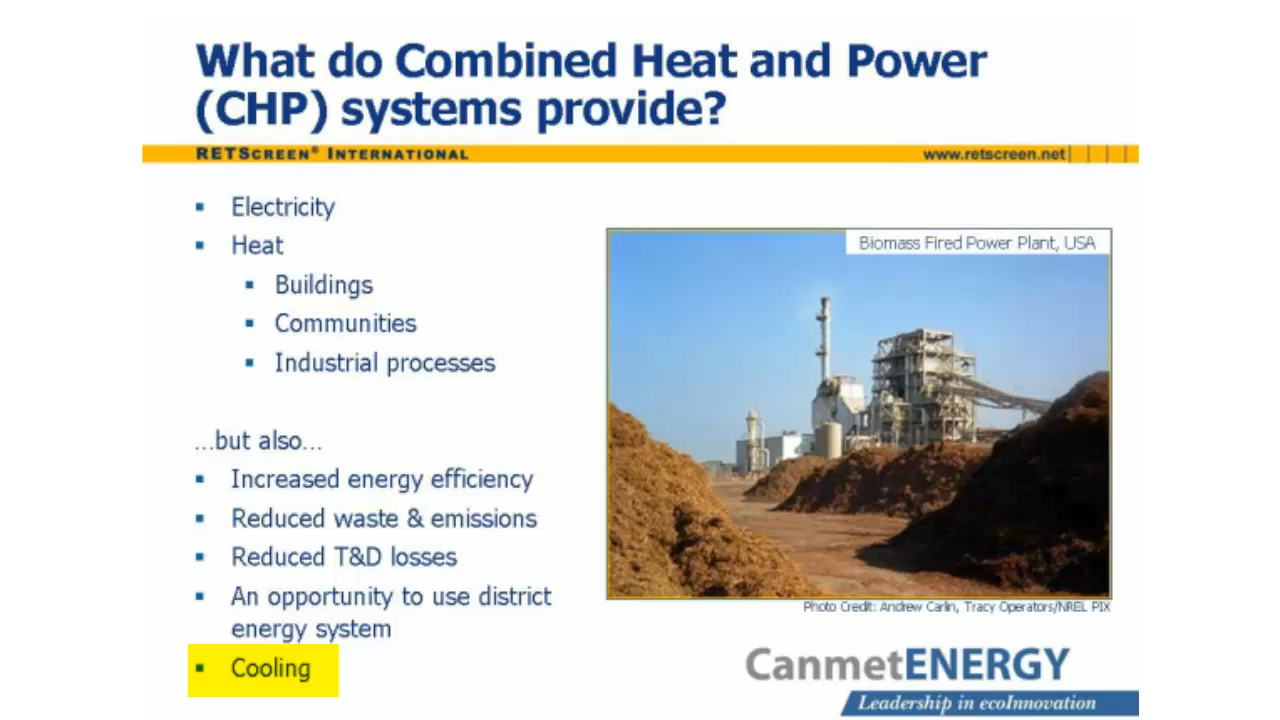 What do Combined Heat and Power
(CHP) systems provide?
RETSCREEN® INTERNATIONAL
www.retscreen.net
▪ Electricity
▪ Heat
▪ Buildings
▪ Communities
▪ Industrial processes
Biomass Fired Power Plant, USA
...but also...
▪ Increased energy efficiency
▪ Reduced waste & emissions
▪ Reduced T&D losses
▪ An opportunity to use district
energy system
▪ Cooling
Photo Credit: Andrew Carlin, Tracy Operators/NREL PIX
CanmetENERGY
Leadership in ecoInnovation